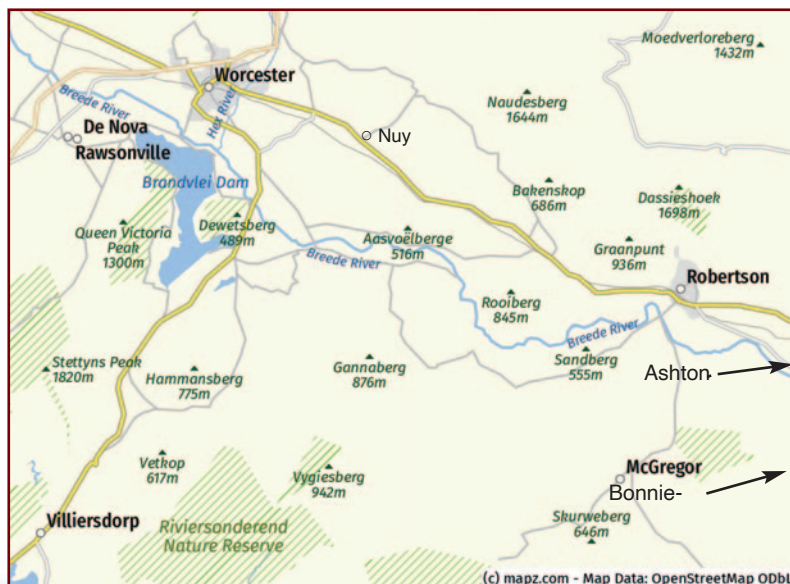 Moedverloreberg
1432m
Worcester
Breede River
Hex River
Naudesberg
1644m
De Nova
Rawsonville
Nuy
Brandvlei Dam
Bakenskop
686m
Dassieshoek
1698m
Queen Victoria
Peak
1300m
Dewetsberg
489m
Aasvoëlberge
516m
Graanpunt
936m
Breede River
Robertson
Rooiberg
845m
Breede River
Stettyns Peak
1820m
Hammansberg
775m
Gannaberg
876m
Sandberg
555m
Ashton
Vetkop
617m
Vygiesberg
942m
McGregor
Bonnie-
Villiersdorp
Riviersonderend
Nature Reserve
Skurweberg
646m
(c) mapz.com - Map Data: OpenStreetMap ODbL